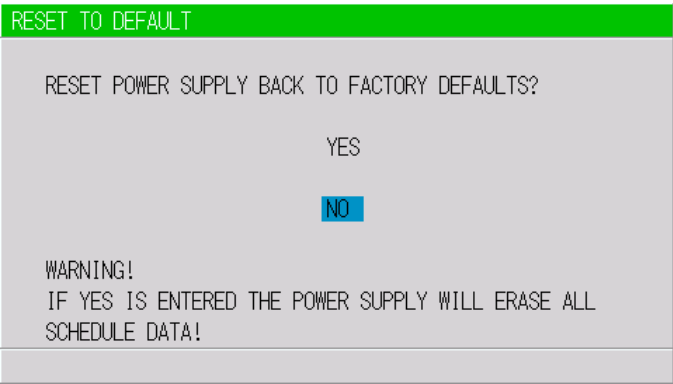 RESET TO DEFAULT
RESET POWER SUPPLY BACK TO FACTORY DEFAULTS?
YES
NO
WARNING!
IF YES IS ENTERED THE POWER SUPPLY WILL ERASE ALL
SCHEDULE DATA!